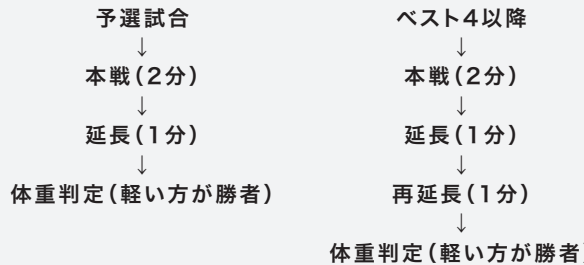 予選試合
↓
本戦(2分)
↓
延長(1分)
↓
体重判定(軽い方が勝者)
ベスト4以降
↓
本戦(2分)
↓
延長(1分)
↓
再延長(1分)
↓
体重判定(軽い方が勝者)